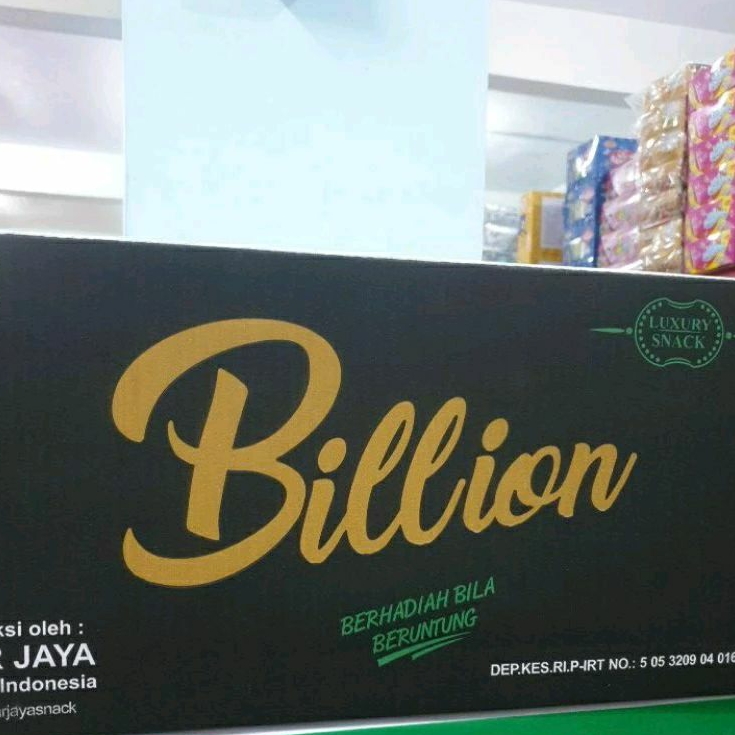 LUXURY
SNACK
Billion
BERHADIAH BILA
BERUNTUNG
ksi oleh :
R JAYA
Indonesia
rjayasnack
DEP.KES.RI.P-IRT NO.: 5 05 3209 04 016